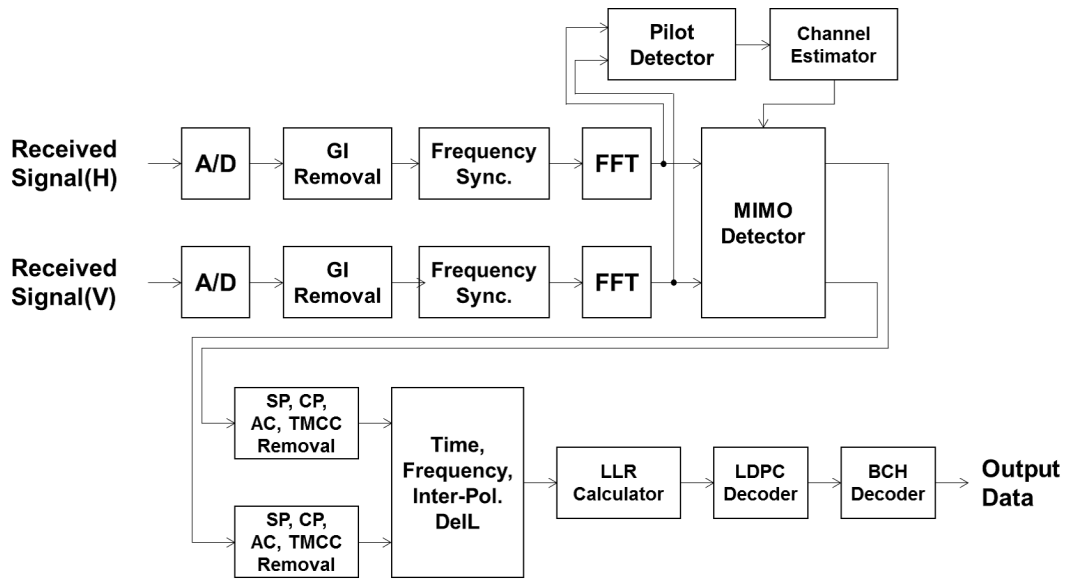 Pilot
Detector
Channel
Estimator
Received
Signal(H)
A/D
GI
Removal
Frequency
Sync.
FFT
MIMO
Detector
Received
Signal(V)
A/D
GI
Removal
Frequency
Sync.
FFT
SP, CP,
AC, TMCC
Removal
Time,
Frequency,
Inter-Pol.
DeIL
LLR
Calculator
LDPC
Decoder
BCH
Decoder
Output
Data
SP, CP,
AC, TMCC
Removal